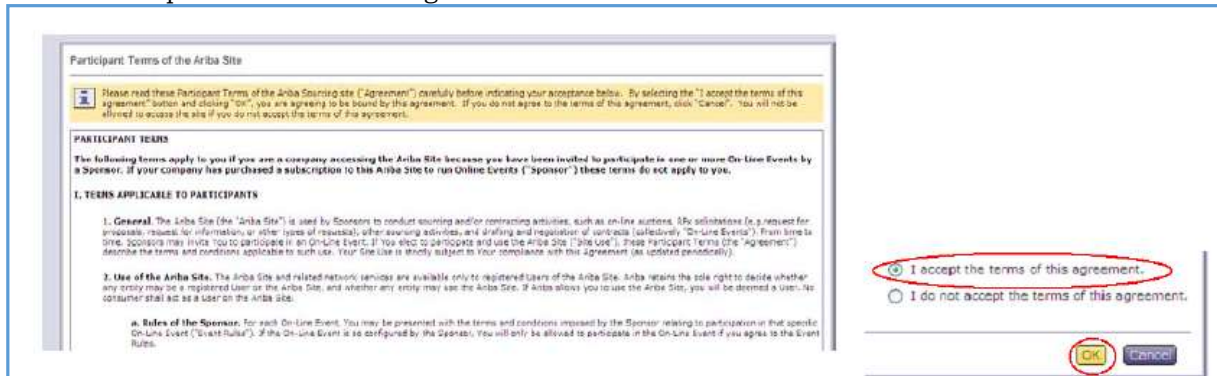 Participant Terms of the Ariba Site
Please read these Participant Terms of the Ariba Sourcing site ("Agreement") carefully before indicating your acceptance below. By selecting the "I accept the terms of this
agreement" button and clicking "OK", you are agreeing to be bound by this agreement. If you do not agree to the terms of this agreement, click "Cancel". You will not be
allowed to access the site if you do not accept the terms of this agreement.
PARTICIPANT TERMS
The following terms apply to you if you are a company accessing the Ariba Site because you have been invited to participate in one or more On-Line Events by
a Sponsor. If your company has purchased a subscription to this Ariba Site to run Online Events ("Sponsor") these terms do not apply to you.
I. TERMS APPLICABLE TO PARTICIPANTS
1. General. The Ariba Site (the "Ariba Site") is used by Sponsors to conduct sourcing and/or contracting activities, such as on-line auctions, RFx solicitations (e.g. request for
proposals, request for information, or other types of requests), other sourcing activities, and drafting and negotiation of contracts (collectively "On-Line Events"). From time to
time, Sponsors may invite You to participate in an On-Line Event. If You elect to participate and use the Ariba Site ("Site Use"), these Participant Terms (the "Agreement")
describe the terms and conditions applicable to such use. Your Site Use is strictly subject to Your compliance with this Agreement (as updated periodically).
2. Use of the Ariba Site. The Ariba Site and related network services are available only to registered Users of the Ariba Site. Ariba retains the sole right to decide whether
any entity may be a registered User on the Ariba Site, and whether any entity may use the Ariba Site. If Ariba allows you to use the Ariba Site, you will be deemed a User. No
consumer shall act as a User on the Ariba Site.
a. Rules of the Sponsor. For each On-Line Event, You may be presented with the terms and conditions imposed by the Sponsor relating to participation in that specific
On-Line Event ("Event Rules"). If the On-Line Event is so configured by the Sponsor, You will only be allowed to participate in the On-Line Event if you agree to the Event
Rules.
I accept the terms of this agreement.
I do not accept the terms of this agreement.
OK
Cancel